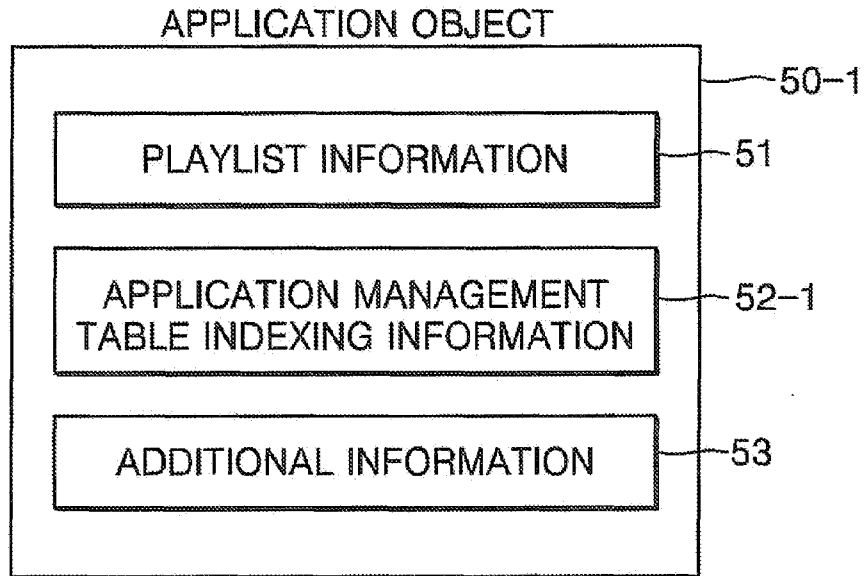 APPLICATION OBJECT
50-1
PLAYLIST INFORMATION
51
APPLICATION MANAGEMENT
TABLE INDEXING INFORMATION
52-1
ADDITIONAL INFORMATION
53